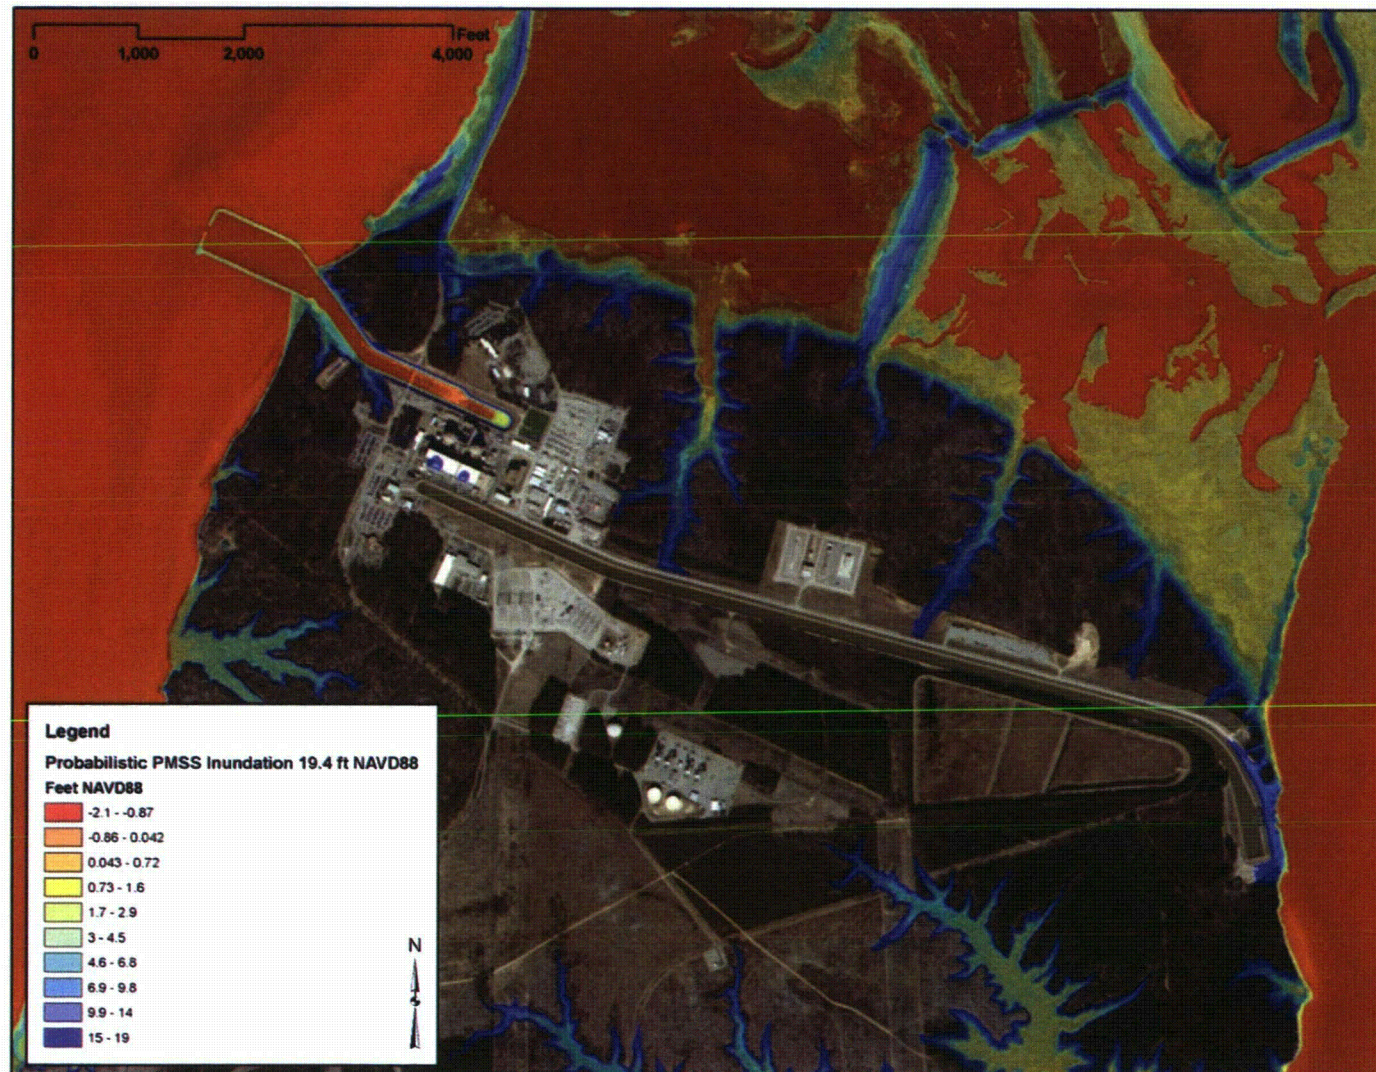 Feet
0 1,000 2,000 4,000
Legend
Probabilistic PMSS Inundation 19.4 ft NAVD88
Feet NAVD88
-2.1 - -0.87
-0.86 - 0.042
0.043 - 0.72
0.73 - 1.6
1.7 - 2.9
3 - 4.5
4.6 - 6.8
6.9 - 9.8
9.9 - 14
15 - 19
N